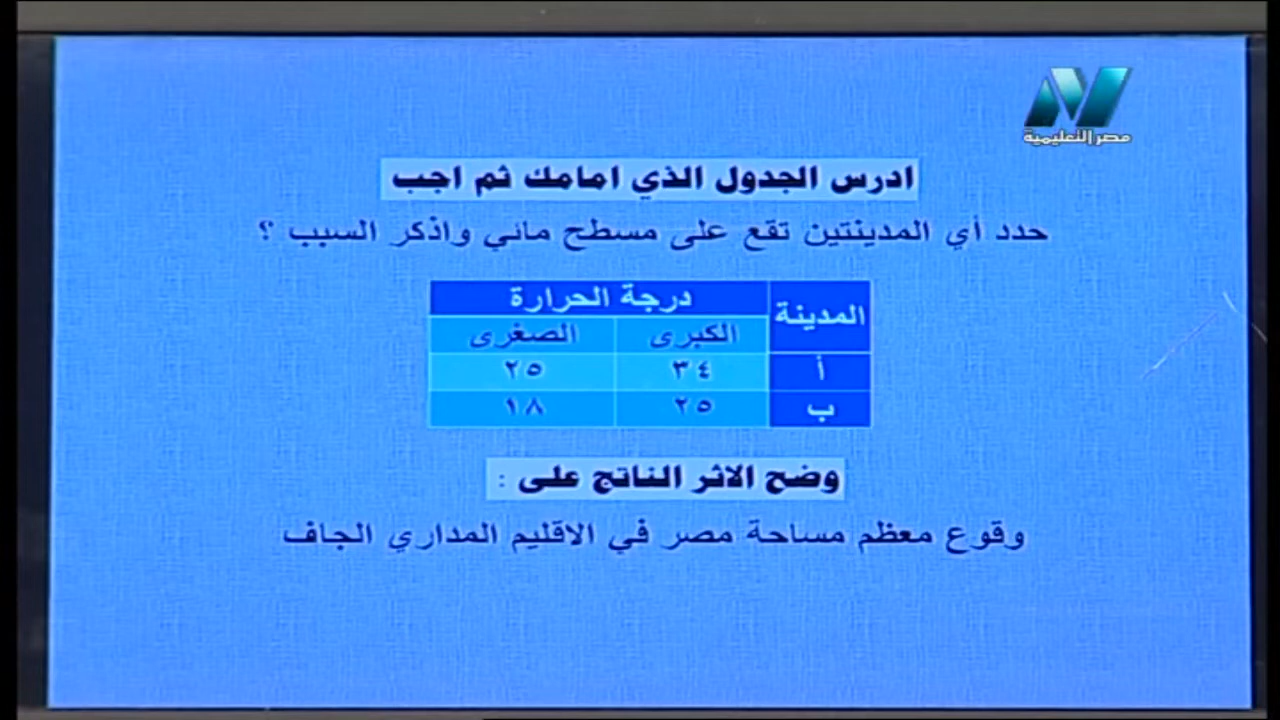 مصر التعليمية
ادرس الجدول الذي امامك ثم اجب
حدد أي المدينتين تقع على مسطح مائي واذكر السبب ؟
المدينة درجة الحرارة
الكبرى الصغرى
أ ٣٤ ٢٥
ب ٢٥ ١٨
وضح الاثر الناتج على :
وقوع معظم مساحة مصر في الاقليم المداري الجاف